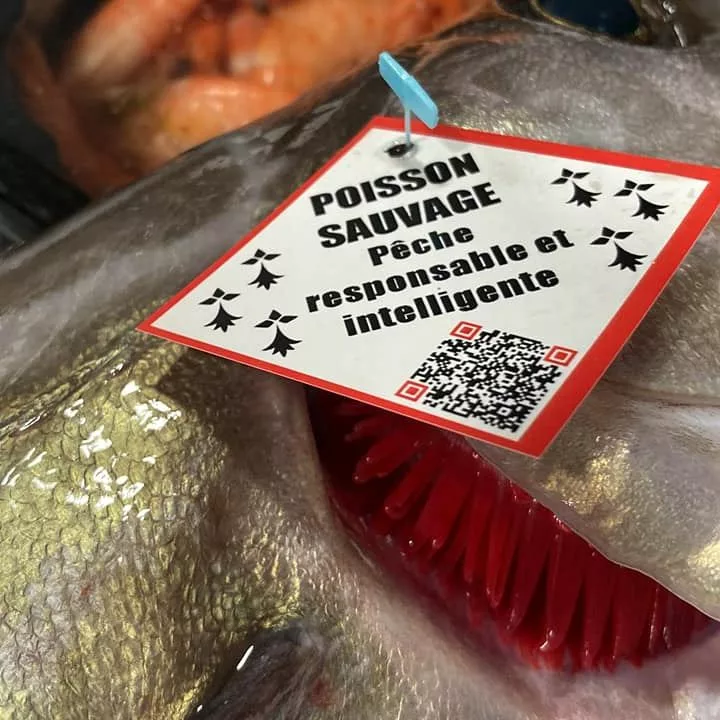 POISSON
SAUVAGE
Pêche
responsable et
intelligente